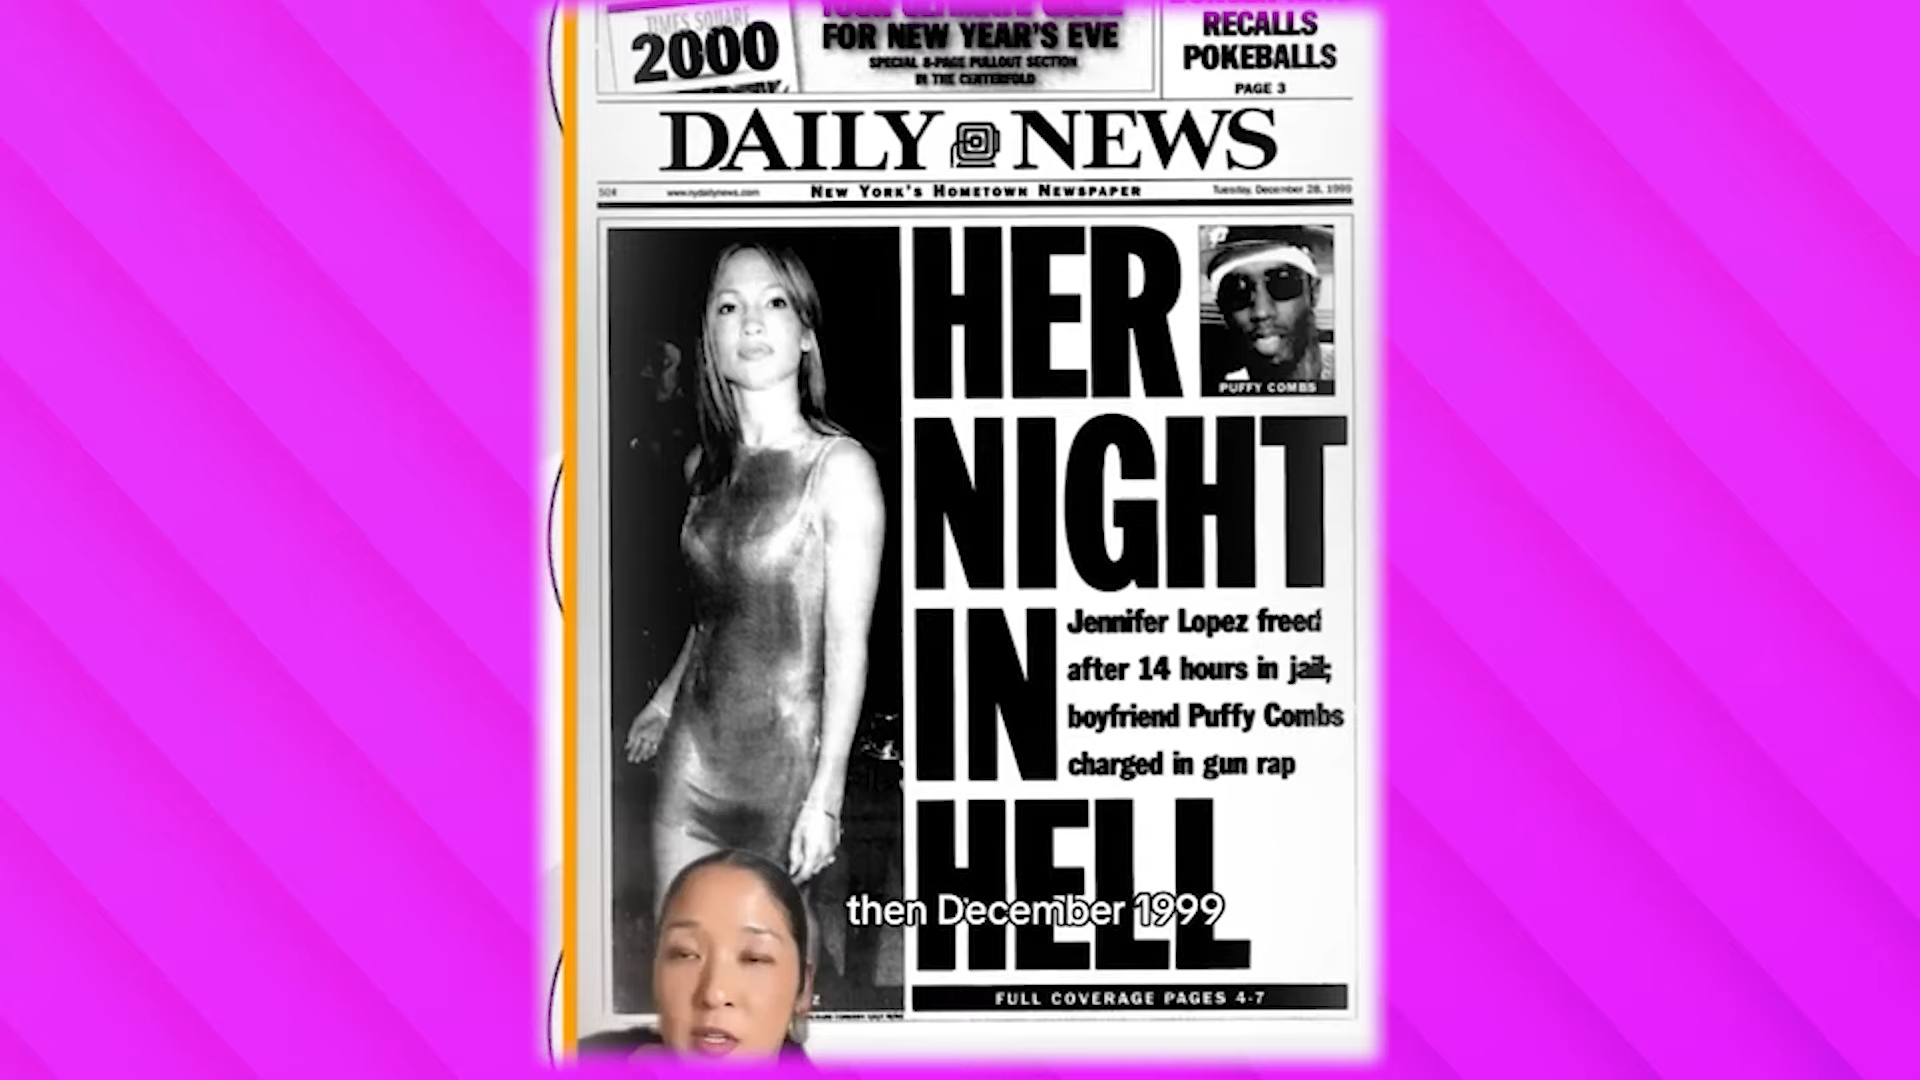 TIMES SQUARE
2000
FOR NEW YEAR'S EVE
SPECIAL 8-PAGE PULLOUT SECTION
IN THE CENTERFOLD
RECALLS
POKEBALLS
PAGE 3
DAILY NEWS
50¢
www.nydailynews.com
NEW YORK'S HOMETOWN NEWSPAPER
Tuesday, December 28, 1999
HER
NIGHT
IN
HELL
PUFFY COMBS
Jennifer Lopez freed
after 14 hours in jail;
boyfriend Puffy Combs
charged in gun rap
then December 1999
FULL COVERAGE PAGES 4-7